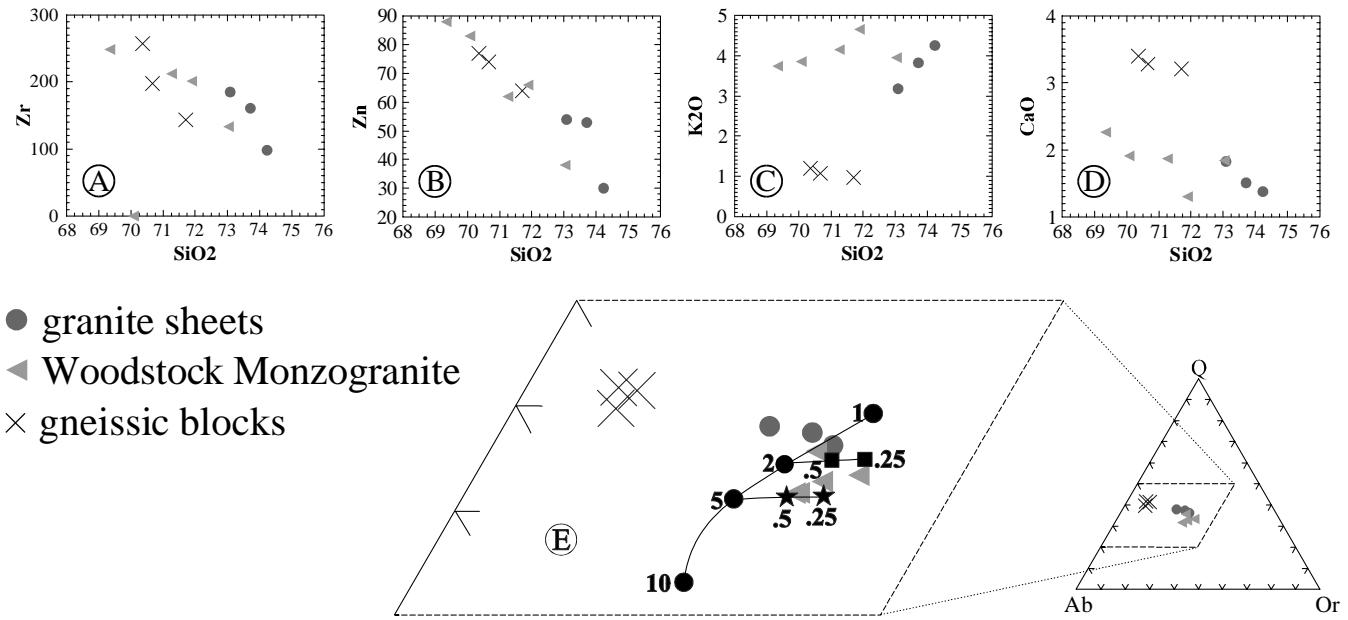 300
200
100
0
Zr
68 69 70 71 72 73 74 75 76
SiO2
A
90
80
70
60
50
40
30
20
Zn
68 69 70 71 72 73 74 75 76
SiO2
B
5
4
3
2
1
0
K2O
68 69 70 71 72 73 74 75 76
SiO2
C
4
3
2
1
CaO
68 69 70 71 72 73 74 75 76
SiO2
D
granite sheets
Woodstock Monzogranite
gneissic blocks
1
2
.5
.25
5
.5
.25
10
E
Q
Ab
Or